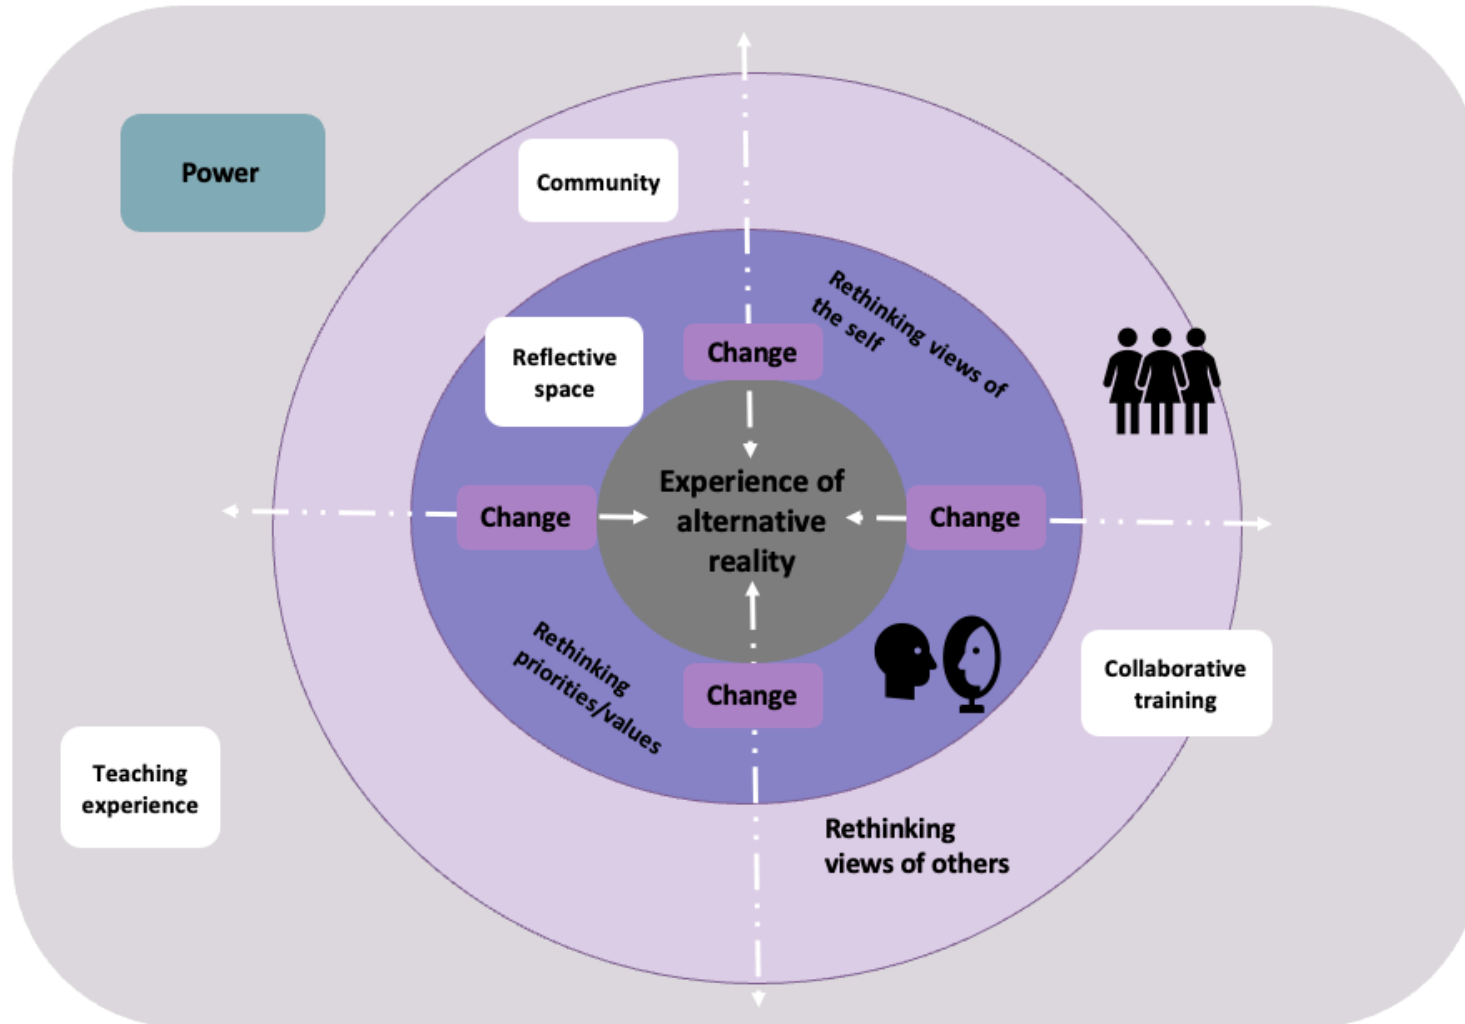 Power
Community
Rethinking views of
the self
Reflective
space
Change
Experience of
alternative
reality
Change
Change
Rethinking
priorities/values
Change
Collaborative
training
Teaching
experience
Rethinking
views of others